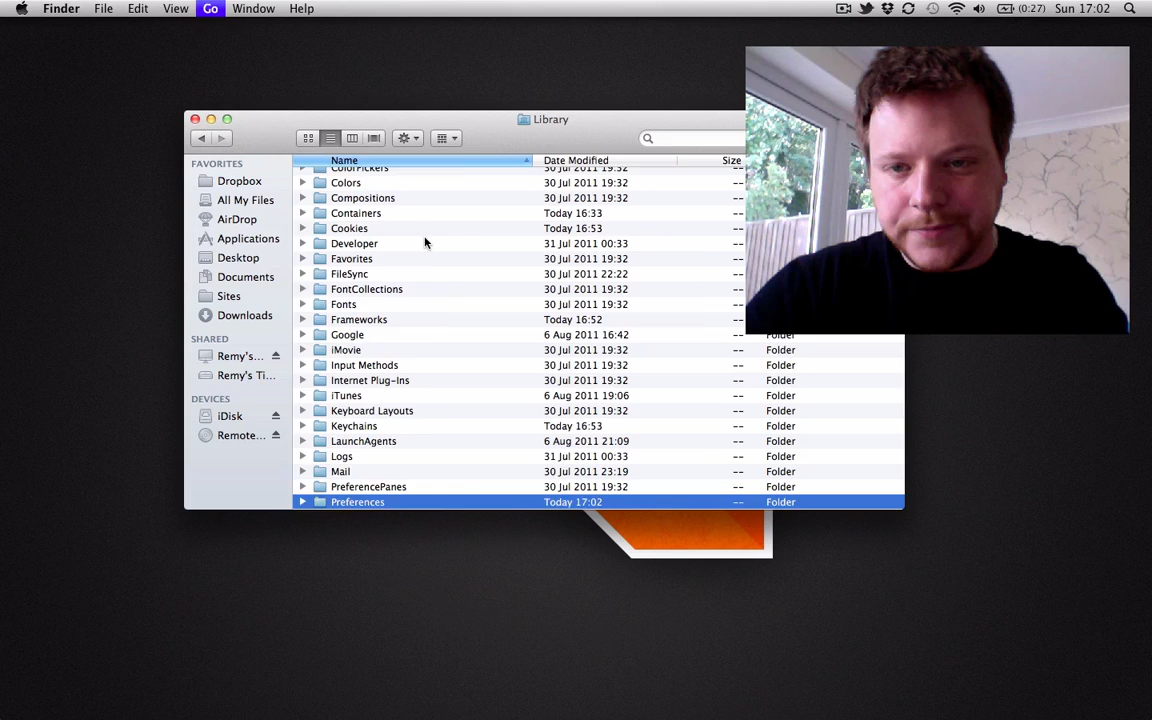 Finder File Edit View Go Window Help (0:27) Sun 17:02
Library
FAVORITES
Dropbox
All My Files
AirDrop
Applications
Desktop
Documents
Sites
Downloads
SHARED
Remy's...
Remy's Ti...
DEVICES
iDisk
Remote...
Name Date Modified Size
ColorPickers 30 Jul 2011 19:32 --
Colors 30 Jul 2011 19:32 --
Compositions 30 Jul 2011 19:32 --
Containers Today 16:33 --
Cookies Today 16:53 --
Developer 31 Jul 2011 00:33 --
Favorites 30 Jul 2011 19:32 --
FileSync 30 Jul 2011 22:22 --
FontCollections 30 Jul 2011 19:32 --
Fonts 30 Jul 2011 19:32 --
Frameworks Today 16:52 --
Google 6 Aug 2011 16:42 -- Folder
iMovie 30 Jul 2011 19:32 -- Folder
Input Methods 30 Jul 2011 19:32 -- Folder
Internet Plug-Ins 30 Jul 2011 19:32 -- Folder
iTunes 6 Aug 2011 19:06 -- Folder
Keyboard Layouts 30 Jul 2011 19:32 -- Folder
Keychains Today 16:53 -- Folder
LaunchAgents 6 Aug 2011 21:09 -- Folder
Logs 31 Jul 2011 00:33 -- Folder
Mail 30 Jul 2011 23:19 -- Folder
PreferencePanes 30 Jul 2011 19:32 -- Folder
Preferences Today 17:02 -- Folder